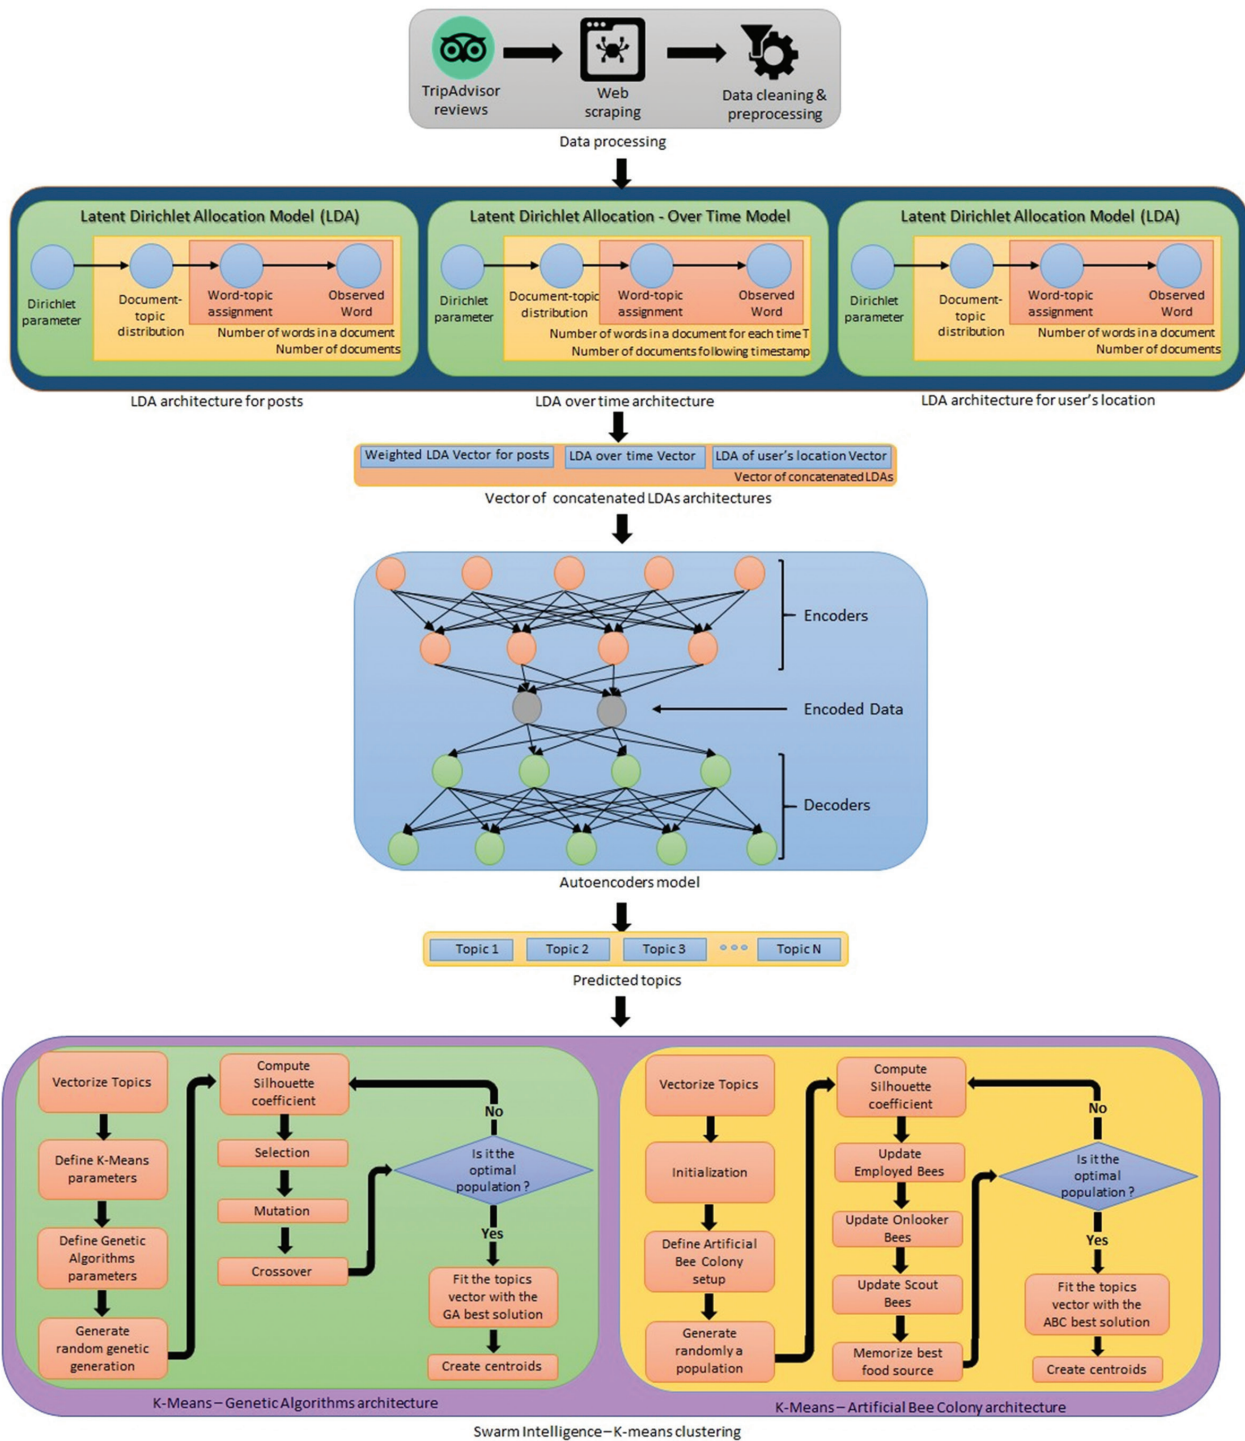 TripAdvisor
reviews
Web
scraping
Data cleaning &
preprocessing
Data processing
Latent Dirichlet Allocation Model (LDA)
Dirichlet
parameter
Document-
topic
distribution
Word-topic
assignment
Observed
Word
Number of words in a document
Number of documents
LDA architecture for posts
Latent Dirichlet Allocation - Over Time Model
Dirichlet
parameter
Document-topic
distribution
Word-topic
assignment
Observed
Word
Number of words in a document for each time T
Number of documents following timestamp
LDA over time architecture
Latent Dirichlet Allocation Model (LDA)
Dirichlet
parameter
Document-
topic
distribution
Word-topic
assignment
Observed
Word
Number of words in a document
Number of documents
LDA architecture for user's location
Weighted LDA Vector for posts
LDA over time Vector
LDA of user's location Vector
Vector of concatenated LDAs
Vector of concatenated LDAs architectures
Encoders
Encoded Data
Decoders
Autoencoders model
Topic 1
Topic 2
Topic 3
Topic N
Predicted topics
Vectorize Topics
Define K-Means
parameters
Define Genetic
Algorithms
parameters
Generate
random genetic
generation
Compute
Silhouette
coefficient
Selection
Mutation
Crossover
No
Is it the
optimal
population ?
Yes
Fit the topics
vector with the
GA best solution
Create centroids
K-Means – Genetic Algorithms architecture
Vectorize Topics
Initialization
Define Artificial
Bee Colony
setup
Generate
randomly a
population
Compute
Silhouette
coefficient
Update
Employed Bees
Update Onlooker
Bees
Update Scout
Bees
Memorize best
food source
No
Is it the
optimal
population ?
Yes
Fit the topics
vector with the
ABC best solution
Create centroids
K-Means – Artificial Bee Colony architecture
Swarm Intelligence – K-means clustering